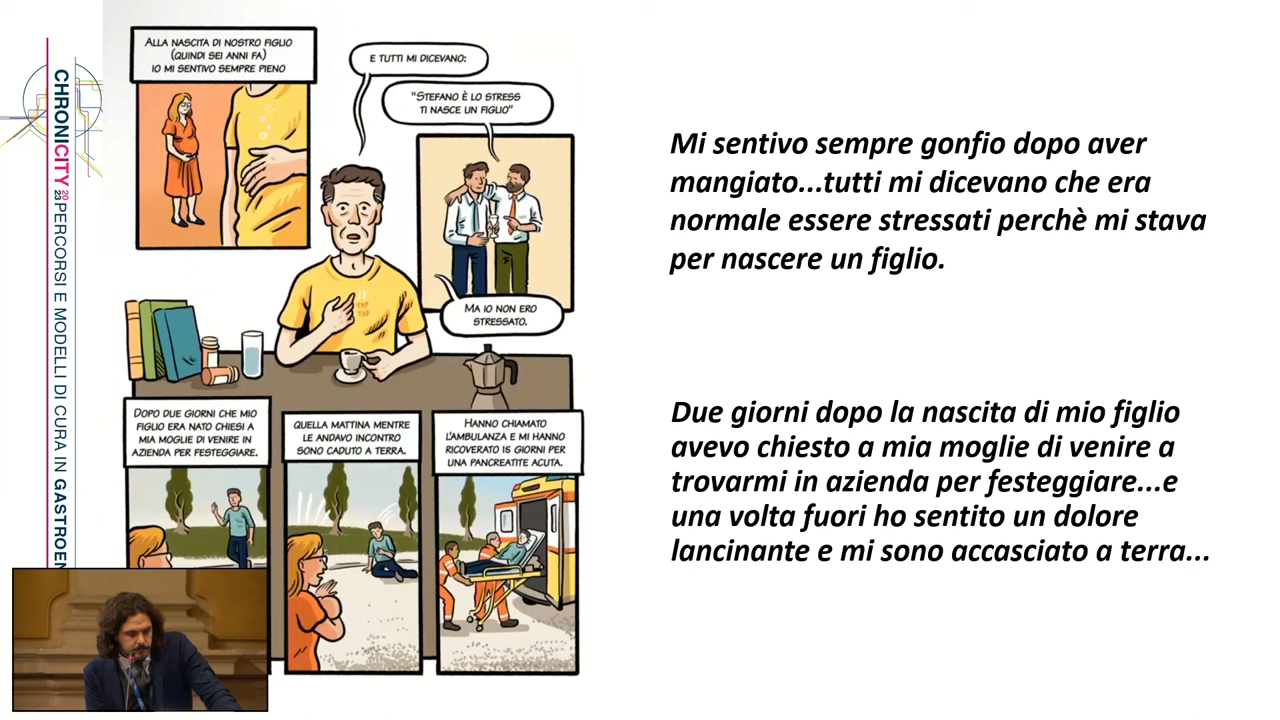 CHRONICITY 2023 PERCORSI E MODELLI DI CURA IN GASTROEN
ALLA NASCITA DI NOSTRO FIGLIO
(QUINDI SEI ANNI FA)
IO MI SENTIVO SEMPRE PIENO
E TUTTI MI DICEVANO:
"STEFANO È LO STRESS
TI NASCE UN FIGLIO"
TAP
TAP
MA IO NON ERO
STRESSATO.
DOPO DUE GIORNI CHE MIO
FIGLIO ERA NATO CHIESI A
MIA MOGLIE DI VENIRE IN
AZIENDA PER FESTEGGIARE.
QUELLA MATTINA MENTRE
LE ANDAVO INCONTRO
SONO CADUTO A TERRA.
HANNO CHIAMATO
L'AMBULANZA E MI HANNO
RICOVERATO 15 GIORNI PER
UNA PANCREATITE ACUTA.
Mi sentivo sempre gonfio dopo aver
mangiato...tutti mi dicevano che era
normale essere stressati perchè mi stava
per nascere un figlio.
Due giorni dopo la nascita di mio figlio
avevo chiesto a mia moglie di venire a
trovarmi in azienda per festeggiare...e
una volta fuori ho sentito un dolore
lancinante e mi sono accasciato a terra...